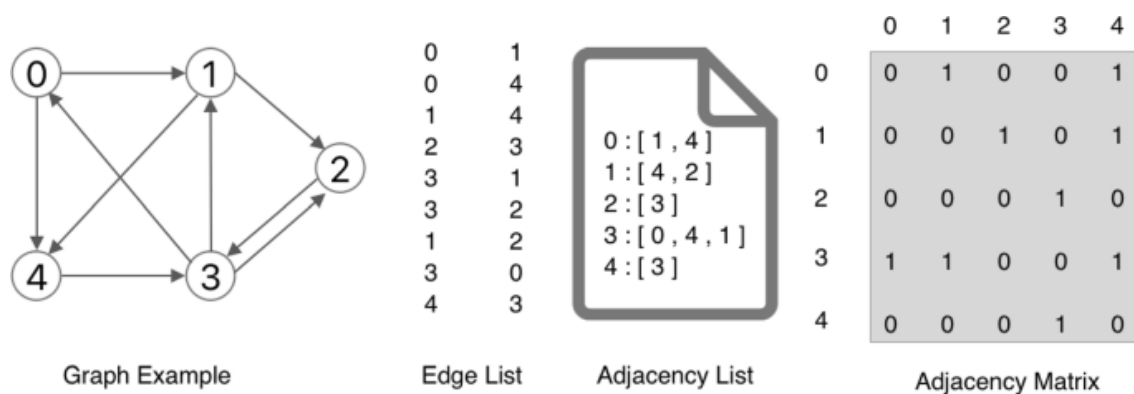 0
1
2
4
3
Graph Example
0 1
0 4
1 4
2 3
3 1
3 2
1 2
3 0
4 3
Edge List
0 : [ 1 , 4 ]
1 : [ 4 , 2 ]
2 : [ 3 ]
3 : [ 0 , 4 , 1 ]
4 : [ 3 ]
Adjacency List
0 1 2 3 4
0 0 1 0 0 1
1 0 0 1 0 1
2 0 0 0 1 0
3 1 1 0 0 1
4 0 0 0 1 0
Adjacency Matrix